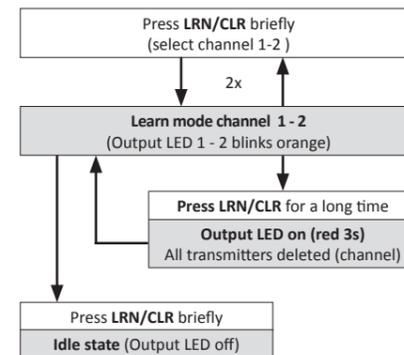 Press LRN/CLR briefly
(select channel 1-2 )
2x
Learn mode channel 1 - 2
(Output LED 1 - 2 blinks orange)
Press LRN/CLR for a long time
Output LED on (red 3s)
All transmitters deleted (channel)
Press LRN/CLR briefly
Idle state (Output LED off)